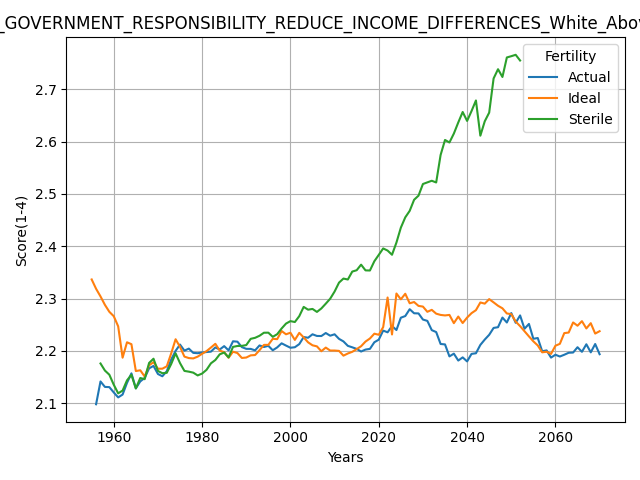 _GOVERNMENT_RESPONSIBILITY_REDUCE_INCOME_DIFFERENCES_White_Abov
Fertility
Actual
Ideal
Sterile
Score(1-4)
2.7
2.6
2.5
2.4
2.3
2.2
2.1
1960 1980 2000 2020 2040 2060
Years